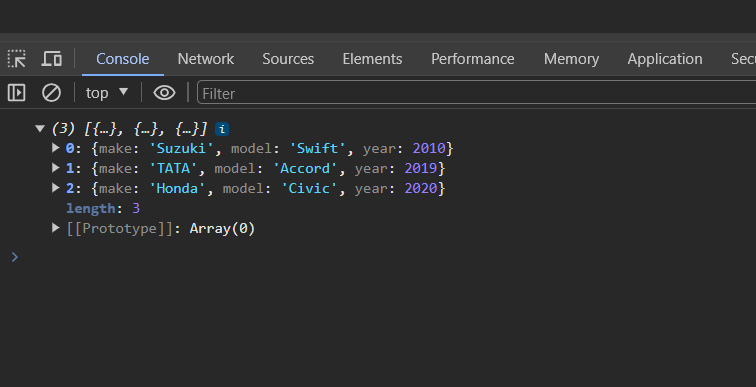 Console Network Sources Elements Performance Memory Application Sec
top Filter
(3) [{…}, {…}, {…}] i
0: {make: 'Suzuki', model: 'Swift', year: 2010}
1: {make: 'TATA', model: 'Accord', year: 2019}
2: {make: 'Honda', model: 'Civic', year: 2020}
length: 3
[[Prototype]]: Array(0)